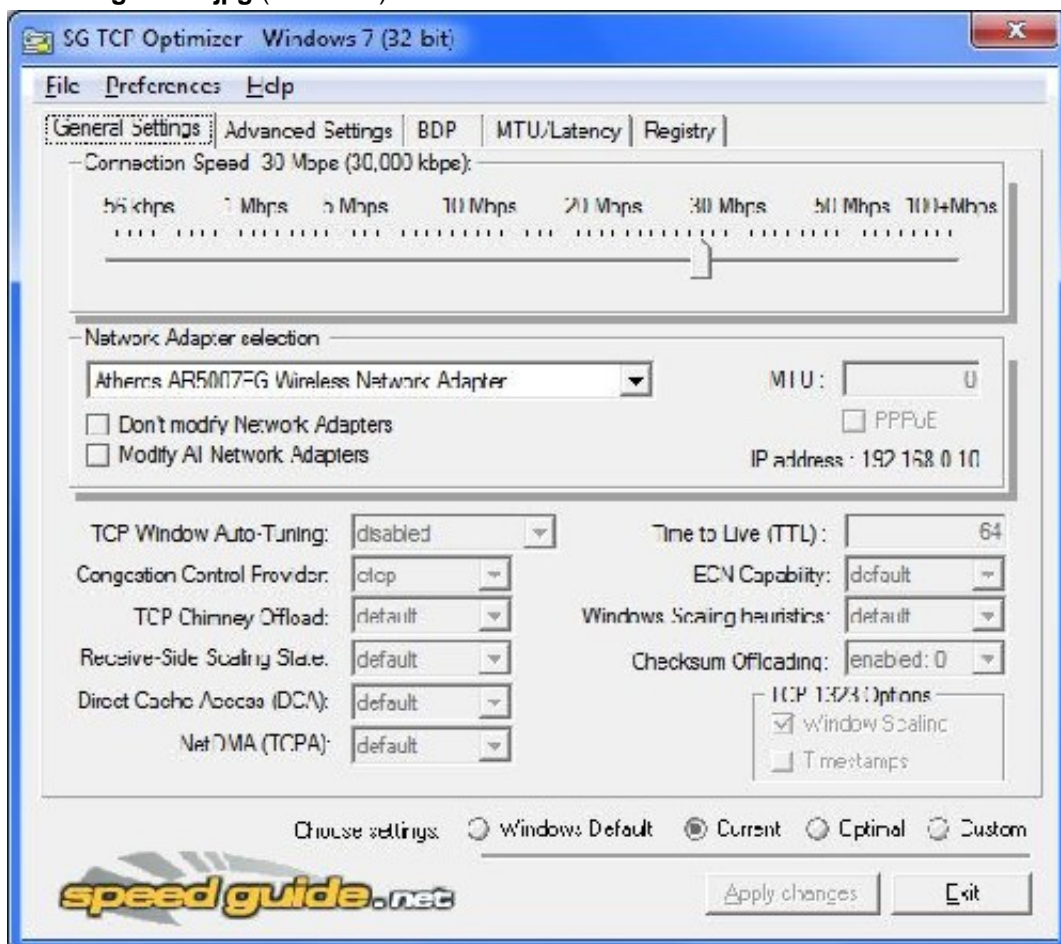 SG TCP Optimizer - Windows 7 (32 bit)
File Preferences Help
General Settings Advanced Settings BDP MTU/Latency Registry
Connection Speed 30 Mbps (30,000 kbps):
56 kbps 1 Mbps 5 Mbps 10 Mbps 20 Mbps 30 Mbps 50 Mbps 100+Mbps
Network Adapter selection
Atheros AR5007EG Wireless Network Adapter MTU: 0
Don't modify Network Adapters PPPoE
Modify All Network Adapters IP address : 192.168.0.10
TCP Window Auto-Tuning: disabled Time to Live (TTL) : 64
Congestion Control Provider: ctcp ECN Capability: default
TCP Chimney Offload: default Windows Scaling heuristics: default
Receive-Side Scaling State: default Checksum Offloading: enabled: 0
Direct Cache Access (DCA): default TCP 1323 Options
NetDMA (TCPA): default Window Scaling
Timestamps
Choose settings: Windows Default Current Optimal Custom
speedguide.net Apply changes Exit